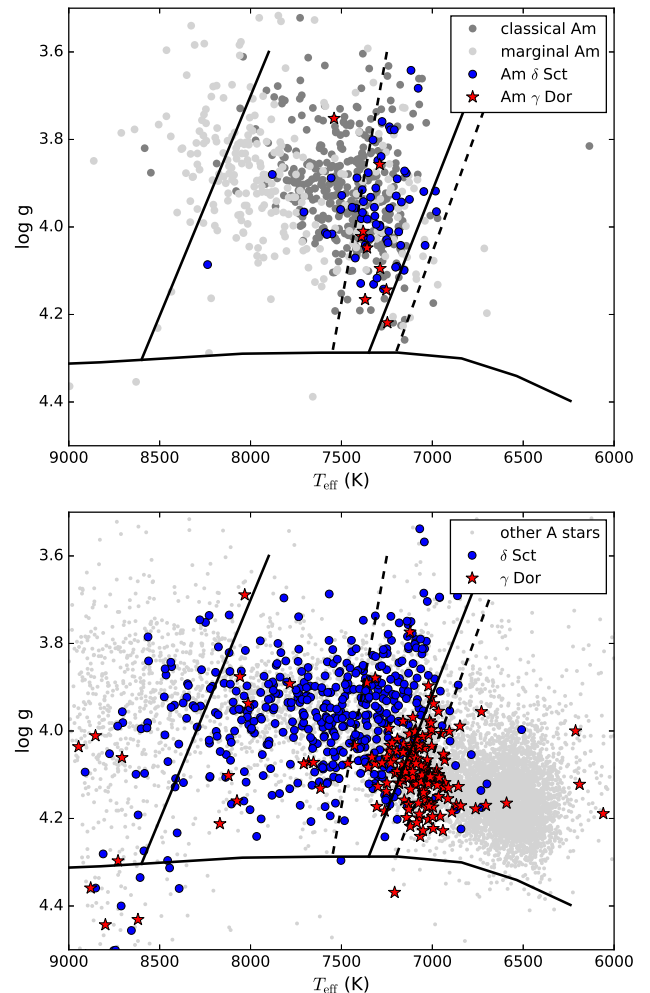 classical Am
marginal Am
Am δ Sct
Am γ Dor
3.6
3.8
4.0
4.2
4.4
log g
9000 8500 8000 7500 7000 6500 6000
T_eff (K)
other A stars
δ Sct
γ Dor
3.6
3.8
4.0
4.2
4.4
log g
9000 8500 8000 7500 7000 6500 6000
T_eff (K)